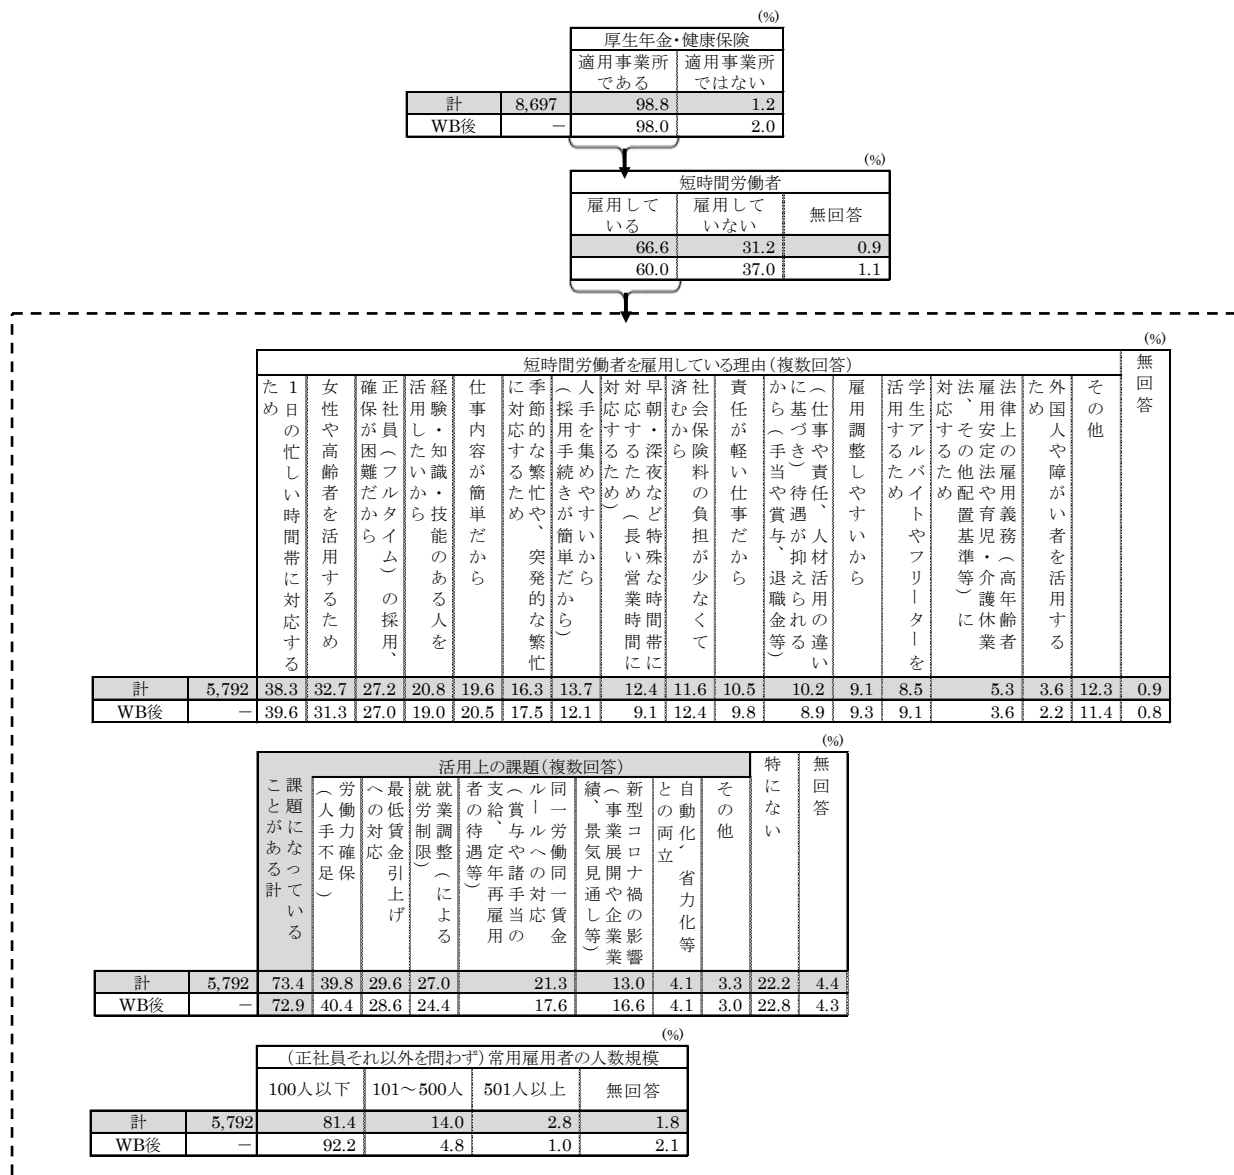 (%)
厚生年金・健康保険
適用事業所である 適用事業所ではない
計 8,697 98.8 1.2
WB後 － 98.0 2.0
(%)
短時間労働者
雇用している 雇用していない 無回答
66.6 31.2 0.9
60.0 37.0 1.1
(%)
短時間労働者を雇用している理由(複数回答)
無回答
1日の忙しい時間帯に対応するため
女性や高齢者を活用するため
正社員(フルタイム)の採用、確保が困難だから
経験・知識・技能のある人を活用したいから
仕事内容が簡単だから
季節的な繁忙や、突発的な繁忙に対応するため
人手を集めやすいから(採用手続きが簡単だから)
早朝・深夜など特殊な時間帯に対応するため(長い営業時間に対応するため)
社会保険料の負担が少なくて済むから
責任が軽い仕事だから
(仕事や責任、人材活用の違いに基づき)待遇が抑えられるから(手当や賞与、退職金等)
雇用調整しやすいから
学生アルバイトやフリーターを活用するため
法律上の雇用義務(高年齢者雇用安定法や育児・介護休業法、その他配置基準等)に対応するため
外国人や障がい者を活用するため
その他
計 5,792 38.3 32.7 27.2 20.8 19.6 16.3 13.7 12.4 11.6 10.5 10.2 9.1 8.5 5.3 3.6 12.3 0.9
WB後 － 39.6 31.3 27.0 19.0 20.5 17.5 12.1 9.1 12.4 9.8 8.9 9.3 9.1 3.6 2.2 11.4 0.8
(%)
課題になっていることがある計
活用上の課題(複数回答)
労働力確保(人手不足)
最低賃金引上げへの対応
就業調整(による就労制限)
同一労働同一賃金ルールへの対応(賞与や諸手当の支給、定年再雇用者の待遇等)
新型コロナ禍の影響(事業展開や企業業績、景気見通し等)
自動化、省力化等との両立
その他
特にない
無回答
計 5,792 73.4 39.8 29.6 27.0 21.3 13.0 4.1 3.3 22.2 4.4
WB後 － 72.9 40.4 28.6 24.4 17.6 16.6 4.1 3.0 22.8 4.3
(%)
(正社員それ以外を問わず)常用雇用者の人数規模
100人以下 101～500人 501人以上 無回答
計 5,792 81.4 14.0 2.8 1.8
WB後 － 92.2 4.8 1.0 2.1